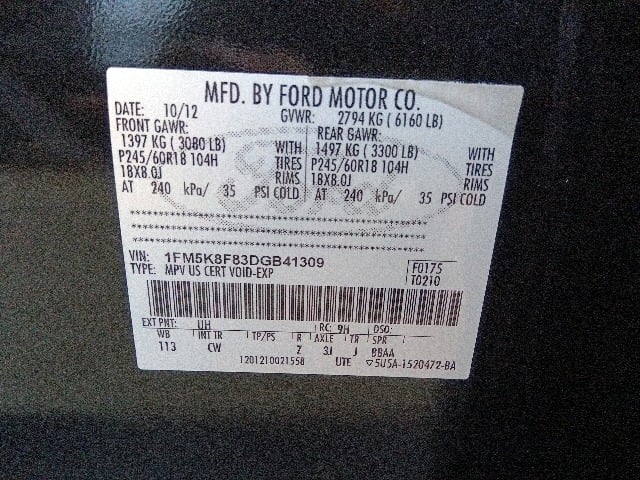 MFD. BY FORD MOTOR CO.
DATE: 10/12 GVWR: 2794 KG ( 6160 LB)
FRONT GAWR: REAR GAWR:
1397 KG ( 3080 LB) WITH 1497 KG ( 3300 LB) WITH
P245/60R18 104H TIRES P245/60R18 104H TIRES
18X8.0J RIMS 18X8.0J RIMS
AT 240 kPa/ 35 PSI COLD AT 240 kPa/ 35 PSI COLD
VIN: 1FM5K8F83DGB41309
TYPE: MPV US CERT VOID-EXP
F0175
T0210
EXT PNT: UH RC: 9H DSO:
WB INT TR TP/PS R AXLE TR SPR
113 CW Z 3J J BBAA
1201210021558 UTE ▽5USA-1520472-BA